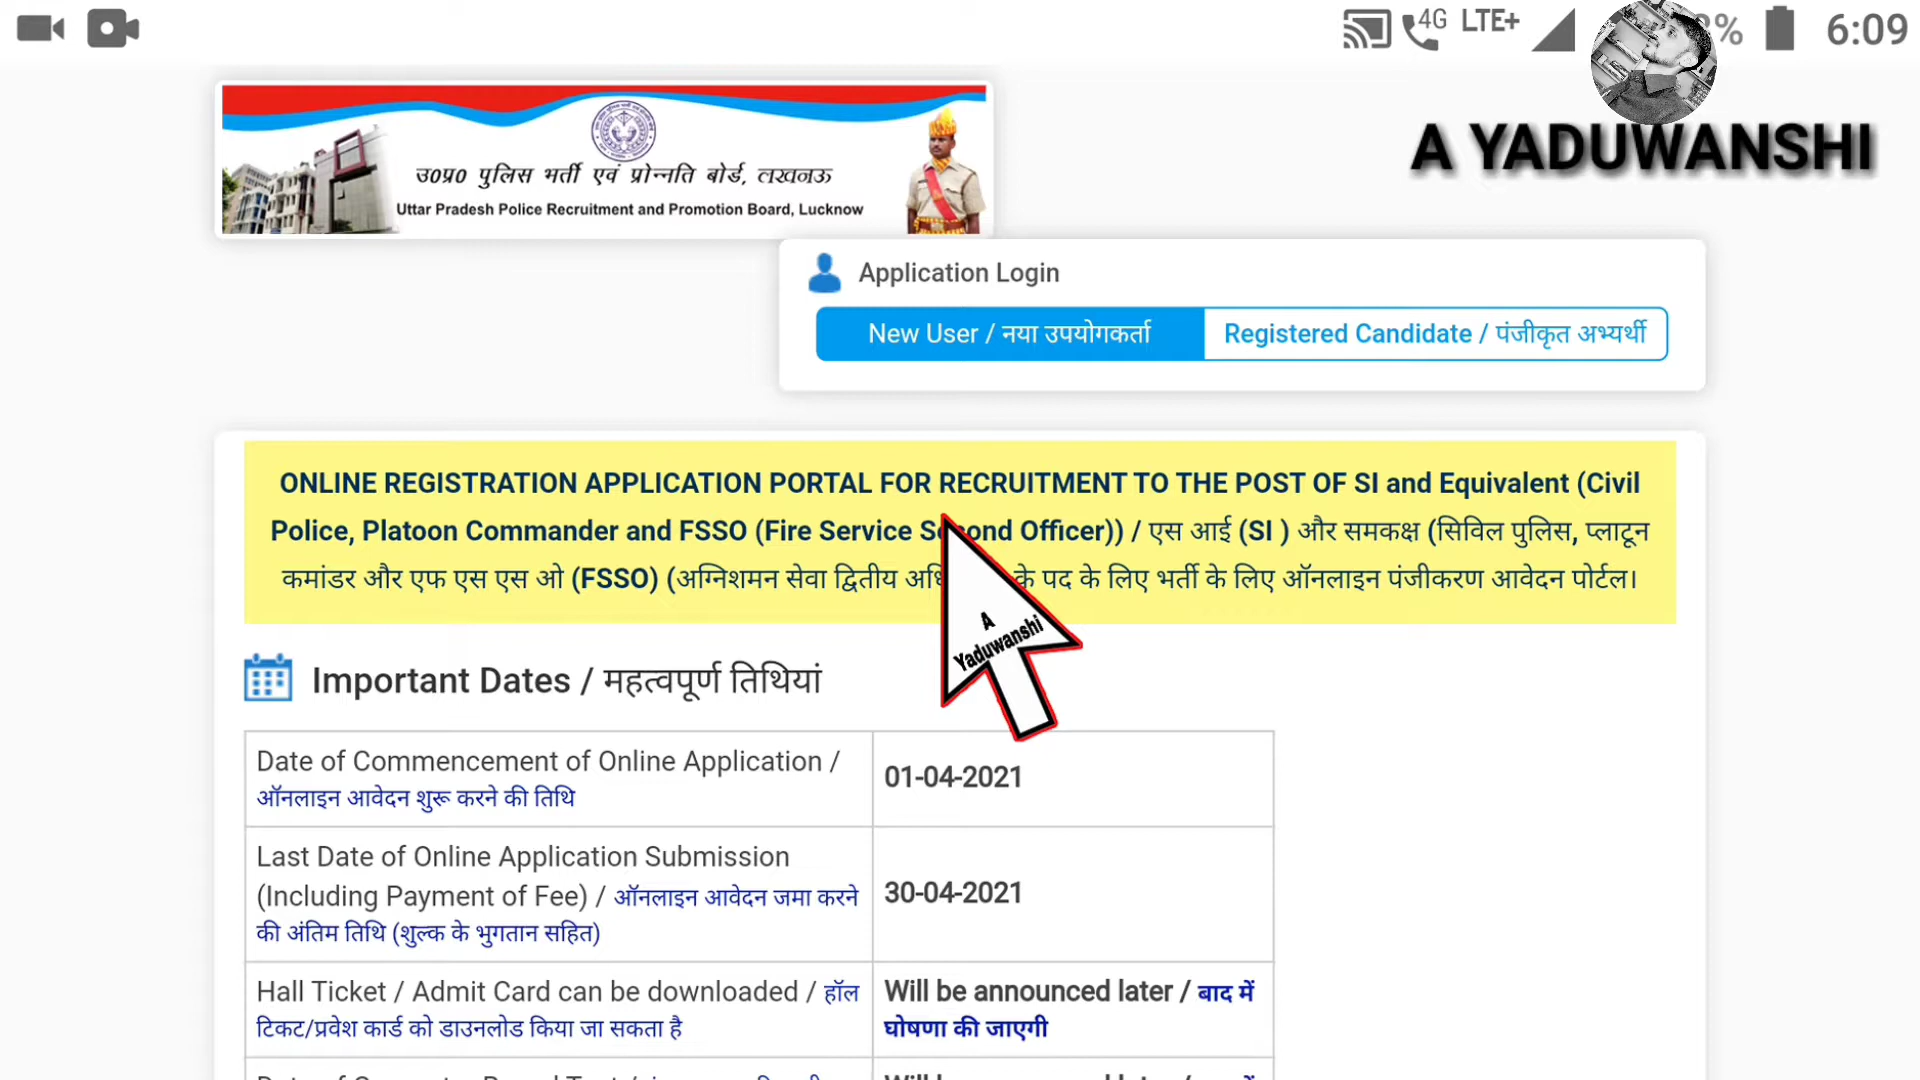 4G LTE+ % 6:09
A YADUWANSHI
उ0प्र0 पुलिस भर्ती एवं प्रोन्नति बोर्ड, लखनऊ
Uttar Pradesh Police Recruitment and Promotion Board, Lucknow
Application Login
New User / नया उपयोगकर्ता
Registered Candidate / पंजीकृत अभ्यर्थी
ONLINE REGISTRATION APPLICATION PORTAL FOR RECRUITMENT TO THE POST OF SI and Equivalent (Civil
Police, Platoon Commander and FSSO (Fire Service Second Officer)) / एस आई (SI ) और समकक्ष (सिविल पुलिस, प्लाटून
कमांडर और एफ एस एस ओ (FSSO) (अग्निशमन सेवा द्वितीय के पद के लिए भर्ती के लिए ऑनलाइन पंजीकरण आवेदन पोर्टल।
A
Yaduwanshi
Important Dates / महत्वपूर्ण तिथियां
Date of Commencement of Online Application /
ऑनलाइन आवेदन शुरू करने की तिथि
01-04-2021
Last Date of Online Application Submission
(Including Payment of Fee) / ऑनलाइन आवेदन जमा करने
की अंतिम तिथि (शुल्क के भुगतान सहित)
30-04-2021
Hall Ticket / Admit Card can be downloaded / हॉल
टिकट/प्रवेश कार्ड को डाउनलोड किया जा सकता है
Will be announced later / बाद में
घोषणा की जाएगी